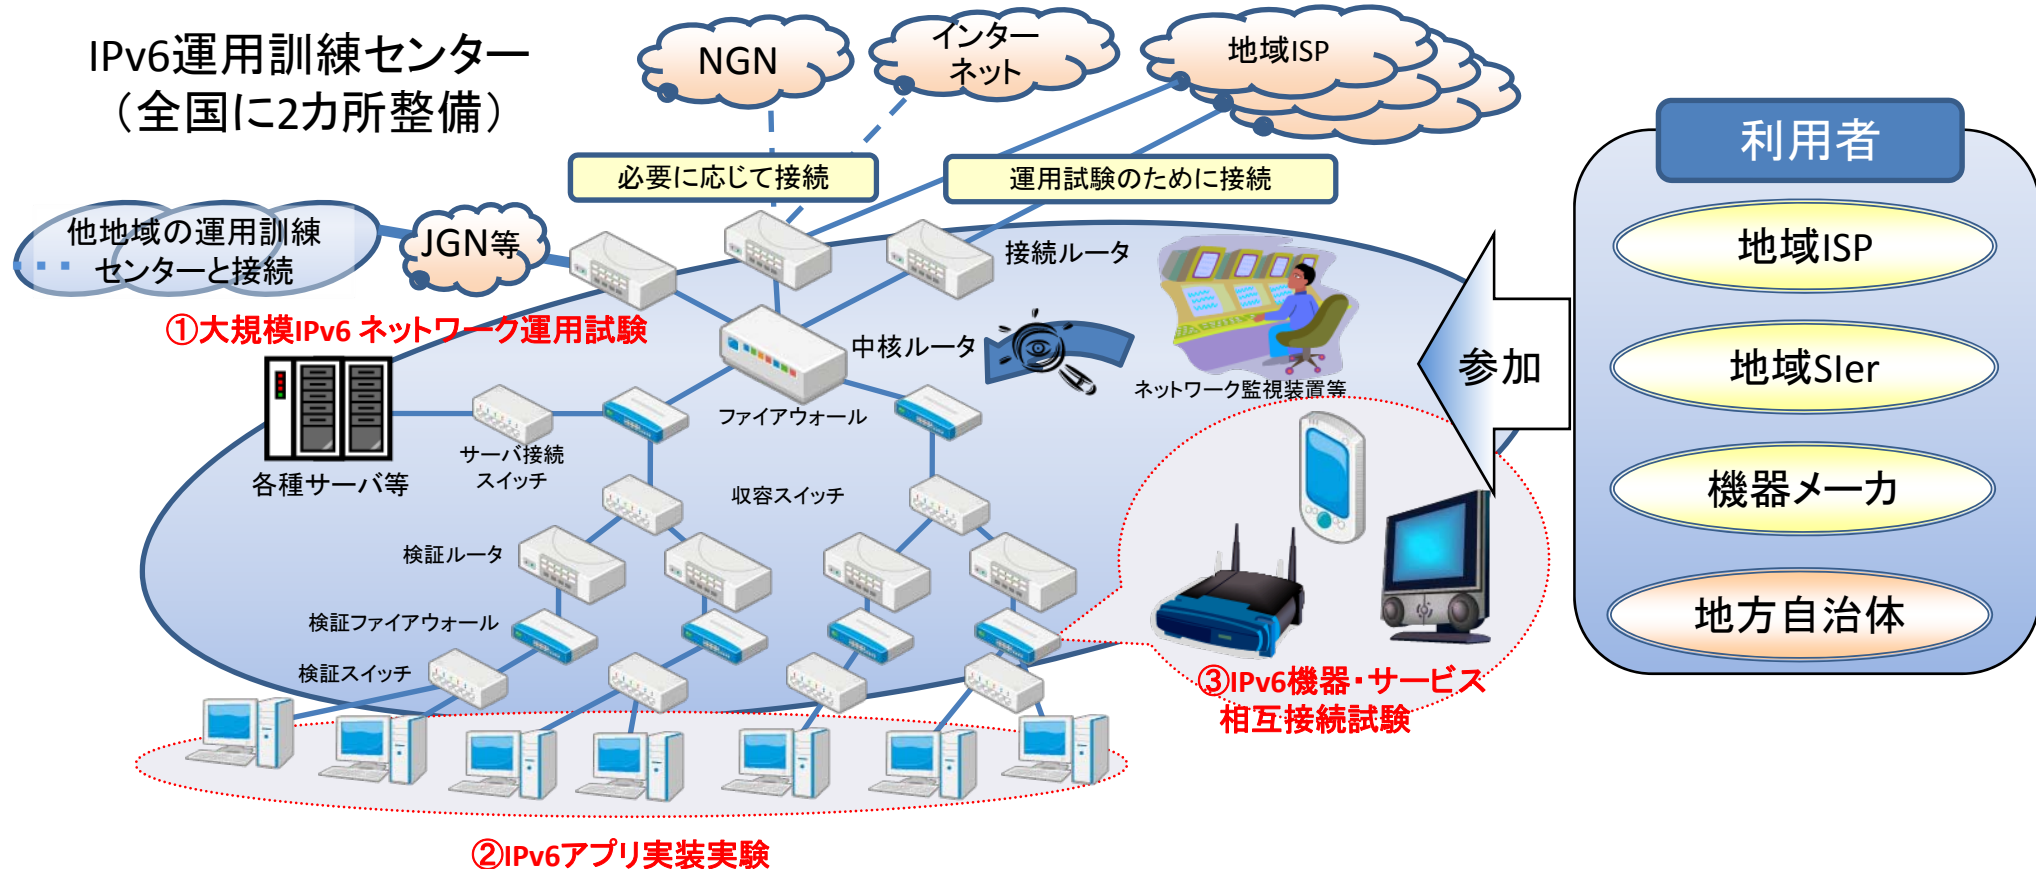 IPv6運用訓練センター
（全国に2カ所整備）
NGN
インター
ネット
地域ISP
必要に応じて接続
運用試験のために接続
他地域の運用訓練
センターと接続
JGN等
接続ルータ
①大規模IPv6 ネットワーク運用試験
中核ルータ
ネットワーク監視装置等
ファイアウォール
サーバ接続
スイッチ
各種サーバ等
収容スイッチ
検証ルータ
検証ファイアウォール
検証スイッチ
③IPv6機器・サービス
相互接続試験
②IPv6アプリ実装実験
参加
利用者
地域ISP
地域SIer
機器メーカ
地方自治体